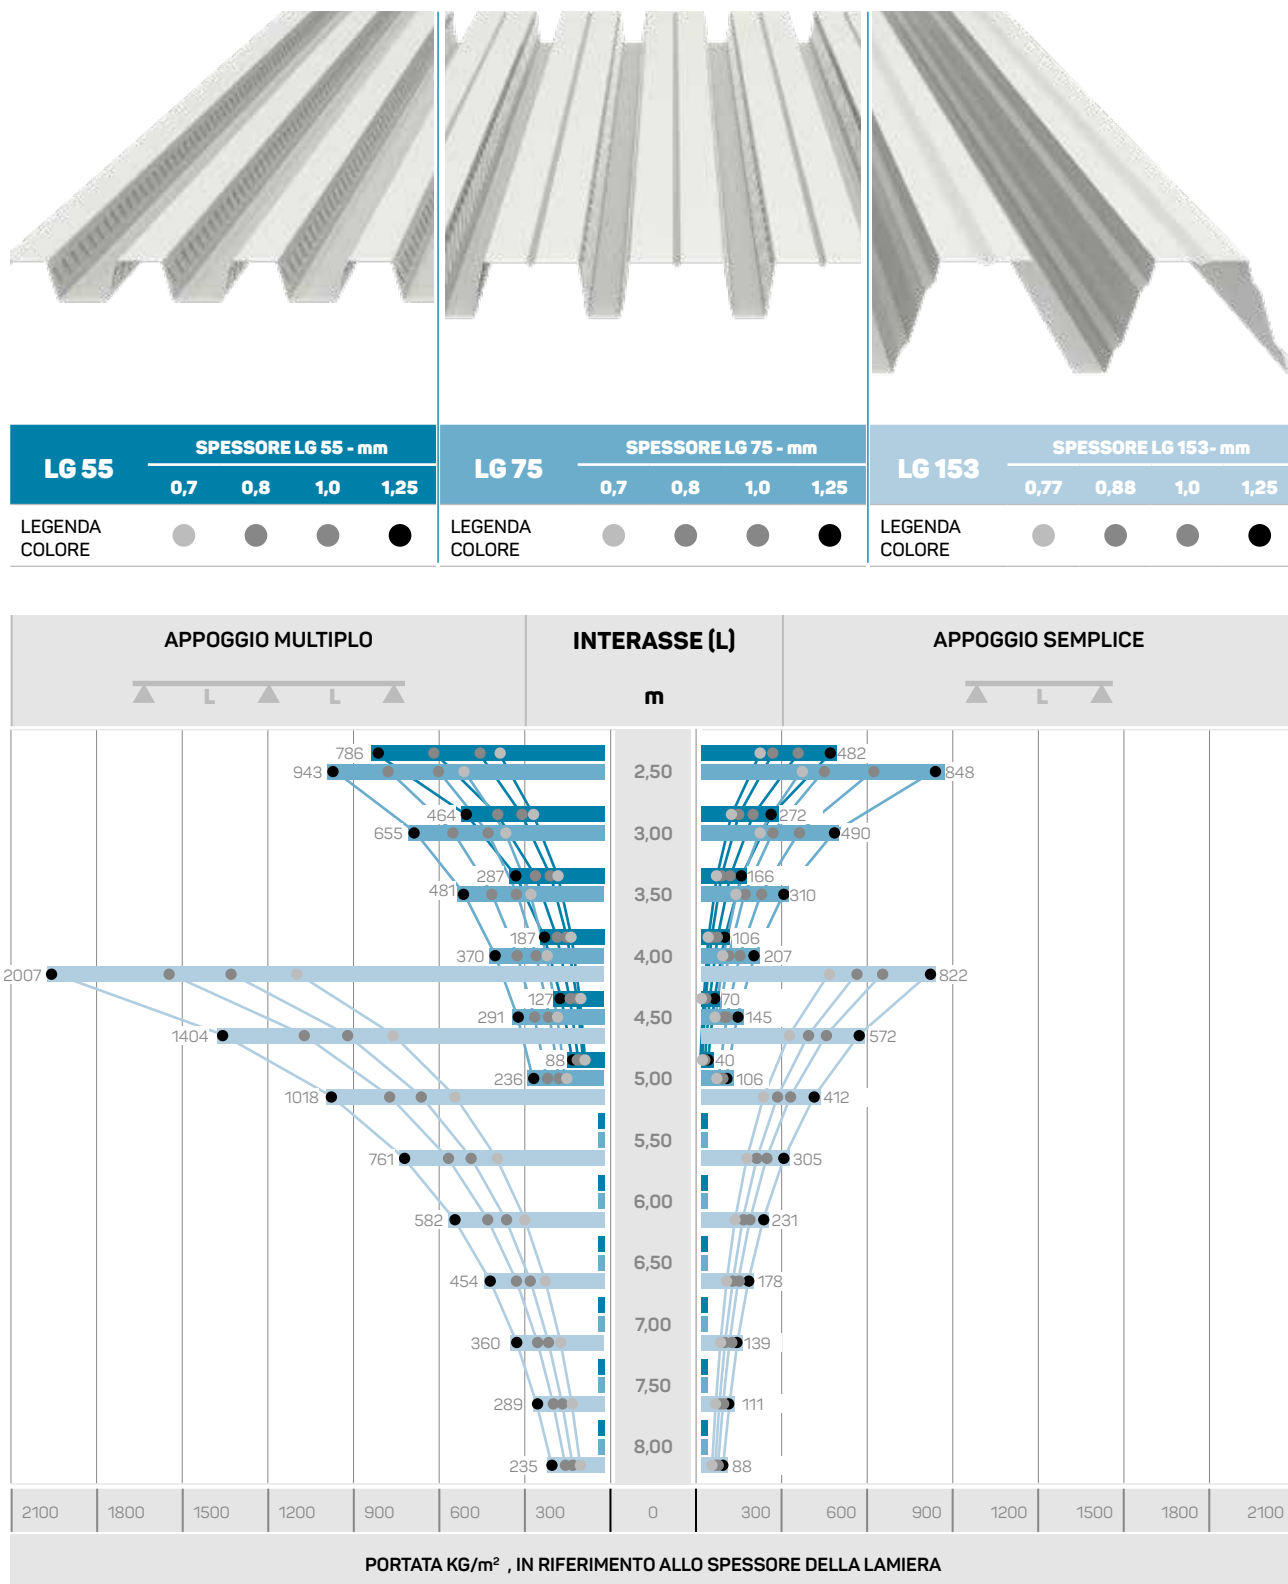 LG 55
SPESSORE LG 55 - mm
0,7 0,8 1,0 1,25
LEGENDA
COLORE
LG 75
SPESSORE LG 75 - mm
0,7 0,8 1,0 1,25
LEGENDA
COLORE
LG 153
SPESSORE LG 153- mm
0,77 0,88 1,0 1,25
LEGENDA
COLORE
APPOGGIO MULTIPLO
L L
INTERASSE (L)
m
APPOGGIO SEMPLICE
L
786 482
943 2,50 848
464 272
655 3,00 490
287 166
481 3,50 310
187 106
370 4,00 207
2007 822
127 70
291 4,50 145
1404 572
88 40
236 5,00 106
1018 412
5,50
761 305
6,00
582 231
6,50
454 178
7,00
360 139
7,50
289 111
8,00
235 88
2100 1800 1500 1200 900 600 300 0 300 600 900 1200 1500 1800 2100
PORTATA KG/m² , IN RIFERIMENTO ALLO SPESSORE DELLA LAMIERA